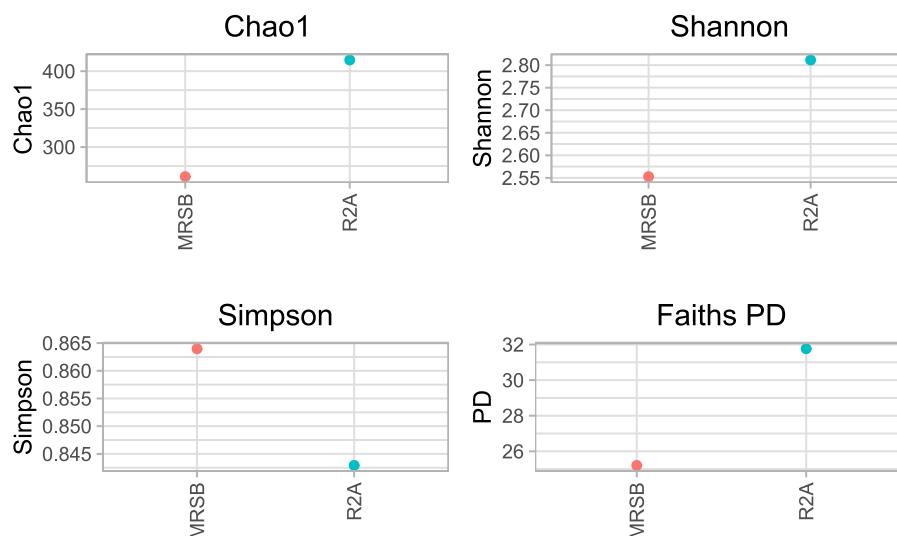 Chao1
Chao1
400
350
300
MRSB
R2A
Shannon
Shannon
2.80
2.75
2.70
2.65
2.60
2.55
MRSB
R2A
Simpson
Simpson
0.865
0.860
0.855
0.850
0.845
MRSB
R2A
Faiths PD
PD
32
30
28
26
MRSB
R2A